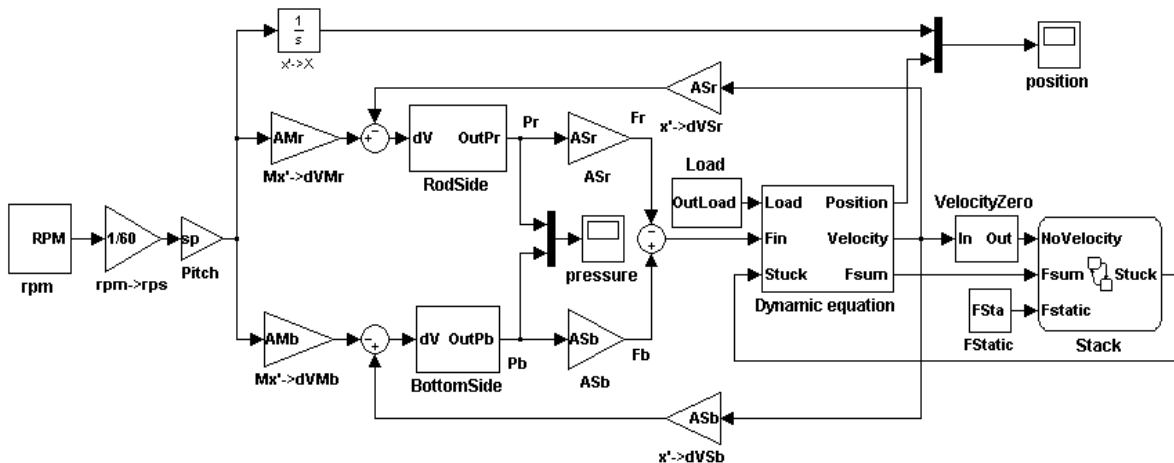 1
s
x'->X
position
ASr
x'->dVSr
AMr
Mx'->dVMr
dV OutPr
RodSide
Pr
ASr
ASr
Fr
Load
OutLoad
Load Position
Fin Velocity
Stuck Fsum
Dynamic equation
VelocityZero
In Out
NoVelocity
Fsum Stuck
Fstatic
Stack
FSta
FStatic
RPM
rpm
1/60
rpm->rps
sp
Pitch
pressure
AMb
Mx'->dVMb
dV OutPb
BottomSide
Pb
ASb
ASb
Fb
ASb
x'->dVSb